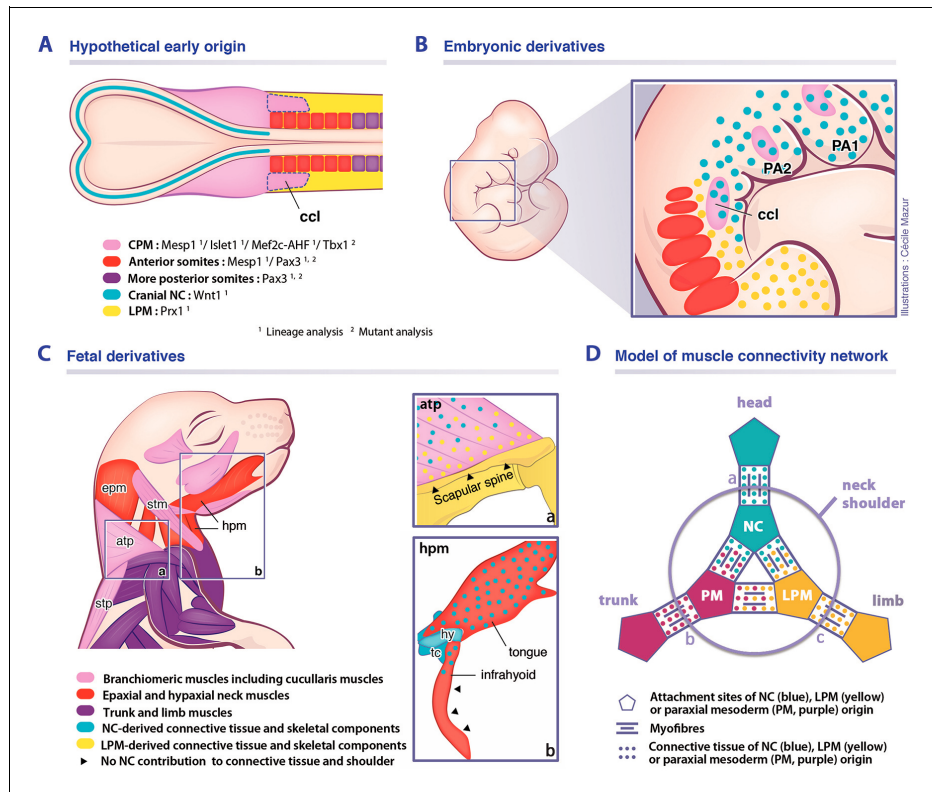 A Hypothetical early origin
ccl
CPM : Mesp1 ¹/ Islet1 ¹/ Mef2c-AHF ¹/ Tbx1 ²
Anterior somites : Mesp1 ¹/ Pax3 ¹, ²
More posterior somites : Pax3 ¹, ²
Cranial NC : Wnt1 ¹
LPM : Prx1 ¹
¹ Lineage analysis ² Mutant analysis
B Embryonic derivatives
PA1
PA2
ccl
Illustrations : Cécile Mazur
C Fetal derivatives
epm
stm
hpm
atp
a
b
stp
atp
Scapular spine
a
hpm
hy
tc
tongue
infrahyoid
b
Branchiomeric muscles including cucullaris muscles
Epaxial and hypaxial neck muscles
Trunk and limb muscles
NC-derived connective tissue and skeletal components
LPM-derived connective tissue and skeletal components
No NC contribution to connective tissue and shoulder
D Model of muscle connectivity network
head
a
neck
shoulder
NC
trunk
PM
LPM
limb
b
c
Attachment sites of NC (blue), LPM (yellow)
or paraxial mesoderm (PM, purple) origin
Myofibres
Connective tissue of NC (blue), LPM (yellow)
or paraxial mesoderm (PM, purple) origin